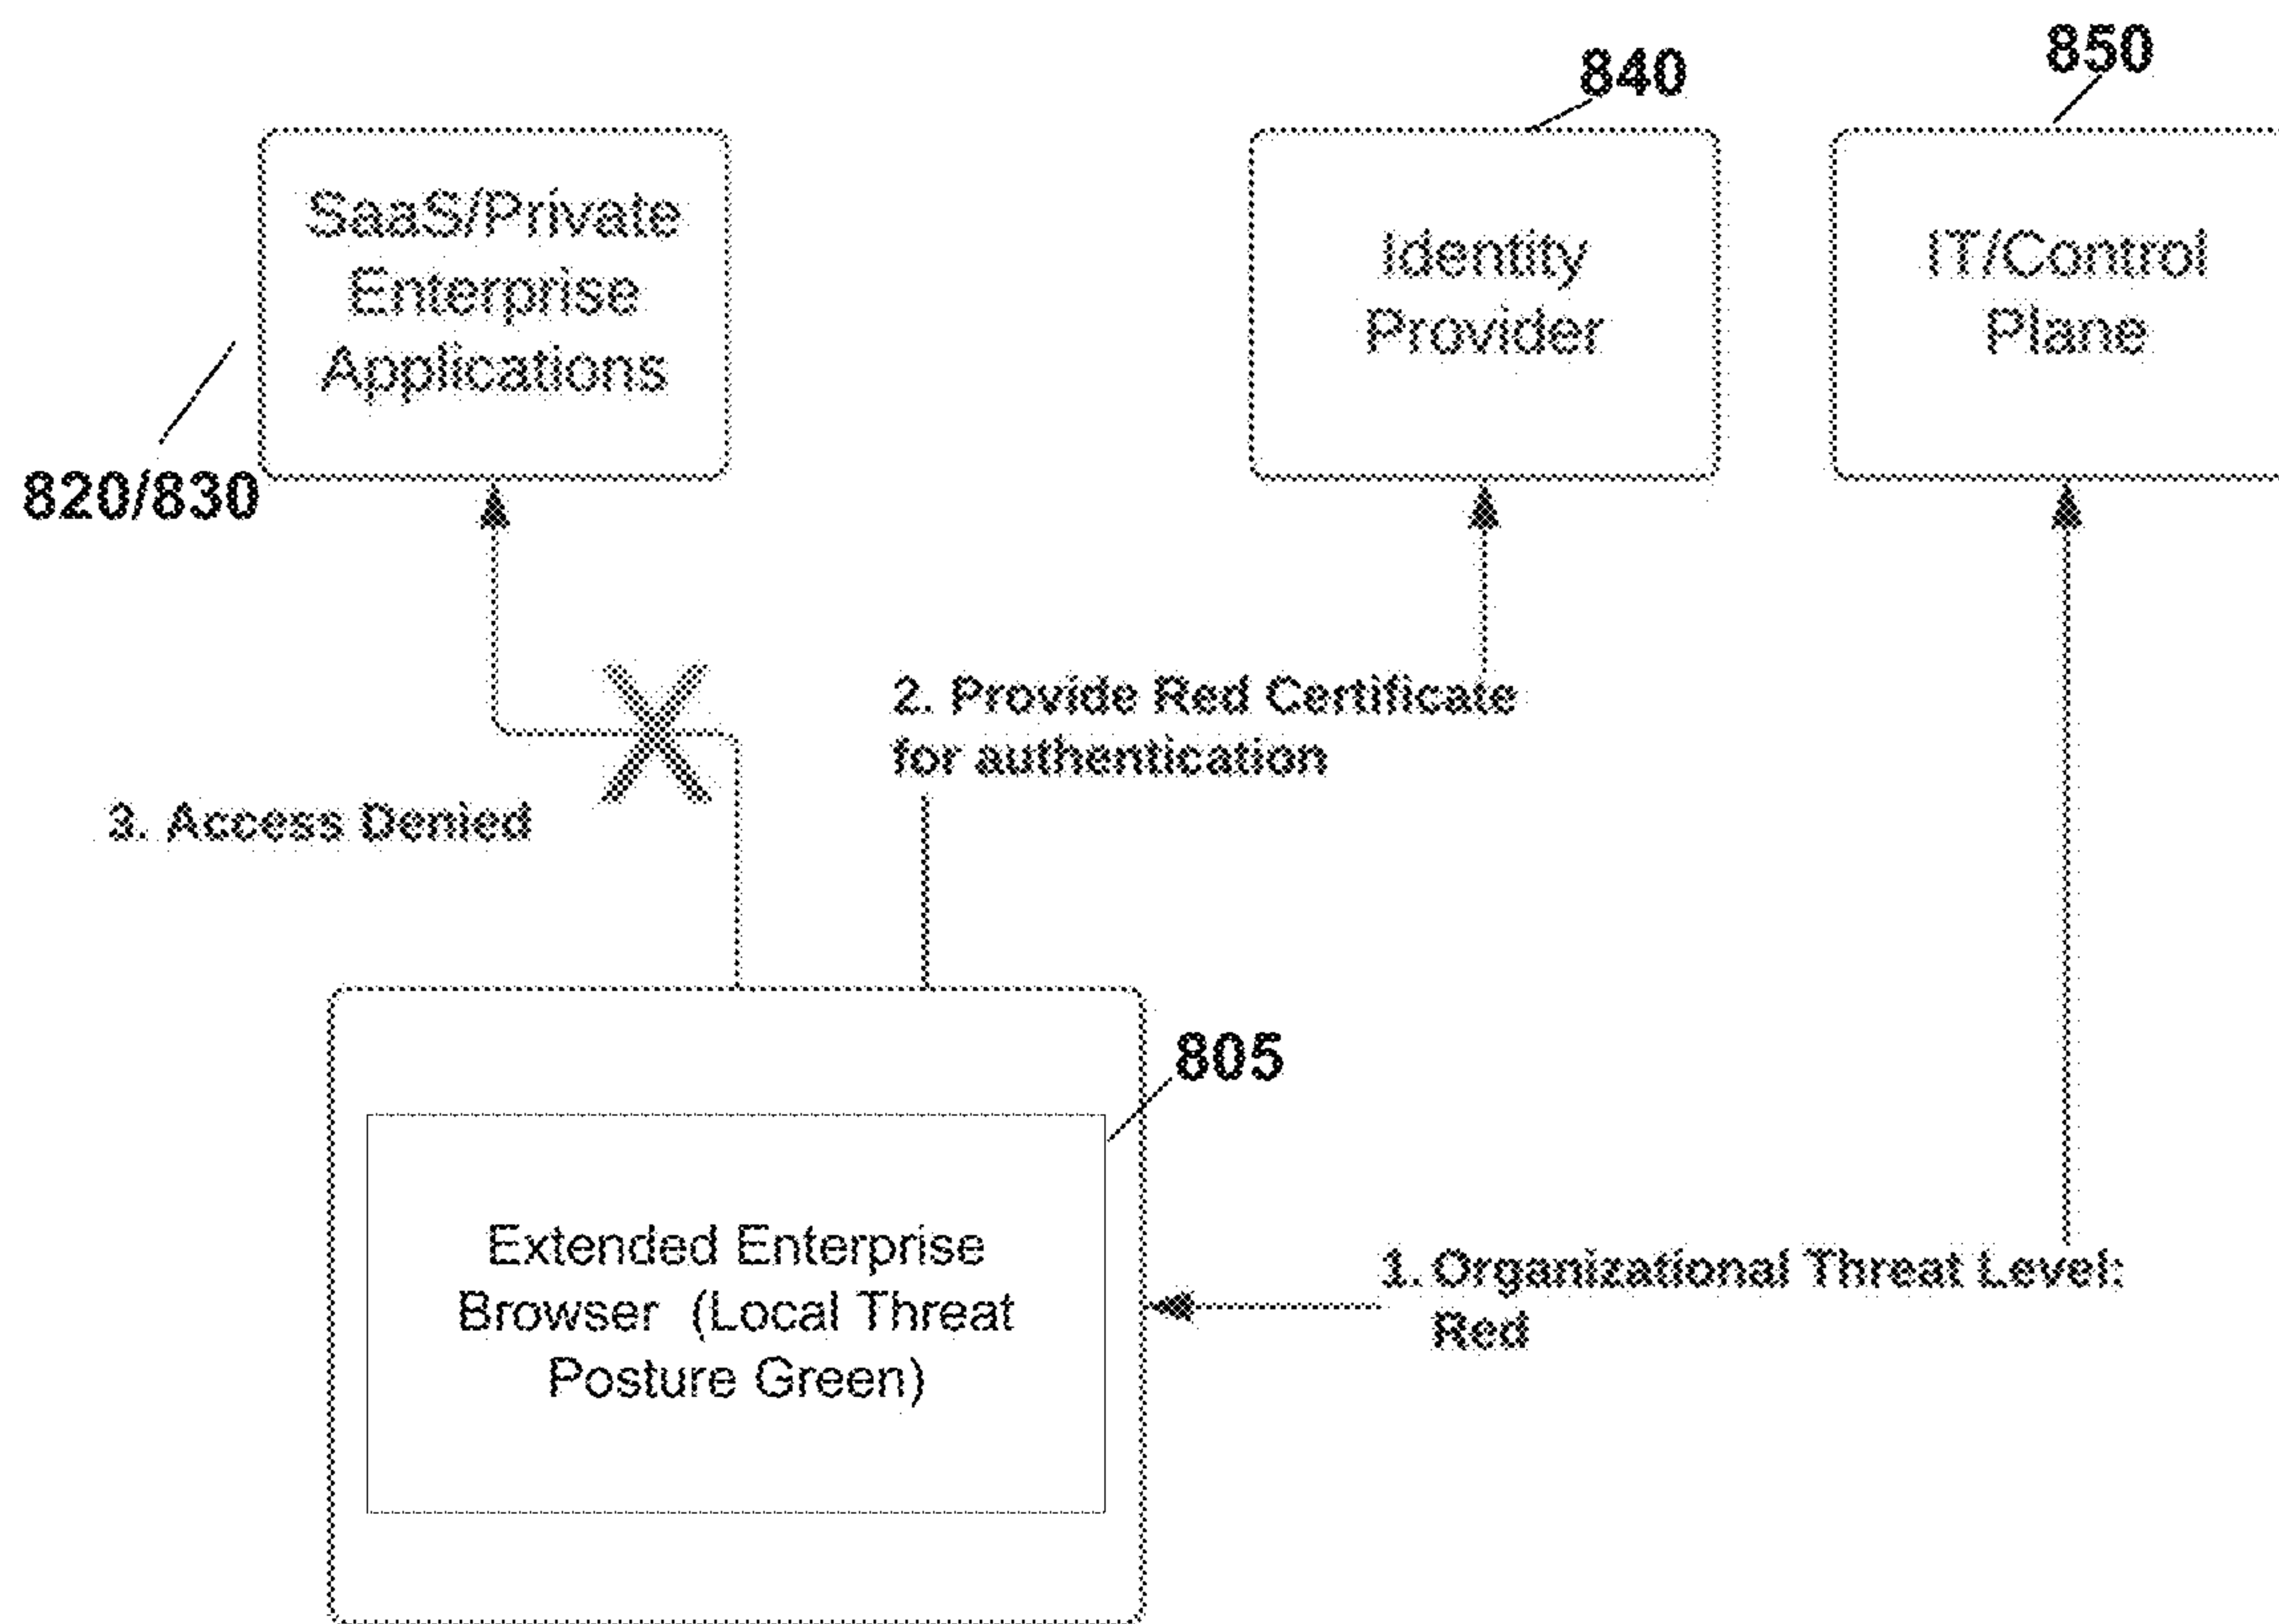 840
850
SaaS/Private
Enterprise
Applications
Identity
Provider
IT/Control
Plane
820/830
2. Provide Red Certificate
for authentication
3. Access Denied
805
Extended Enterprise
Browser (Local Threat
Posture Green)
1. Organizational Threat Level:
Red